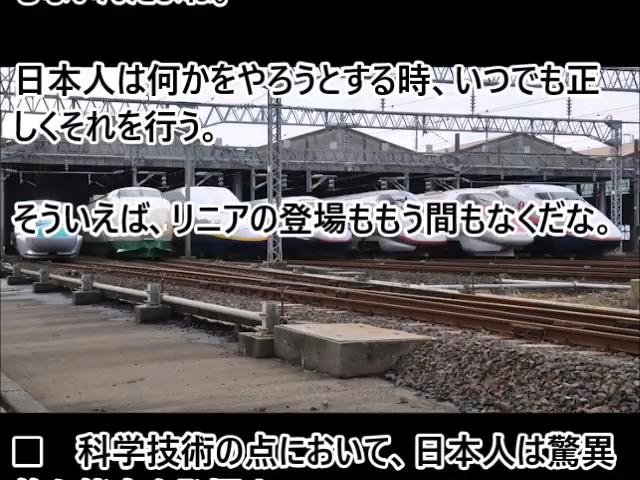 日本人は何かをやろうとする時、いつでも正
しくそれを行う。
そういえば、リニアの登場ももう間もなくだな。
□　科学技術の点において、日本人は驚異